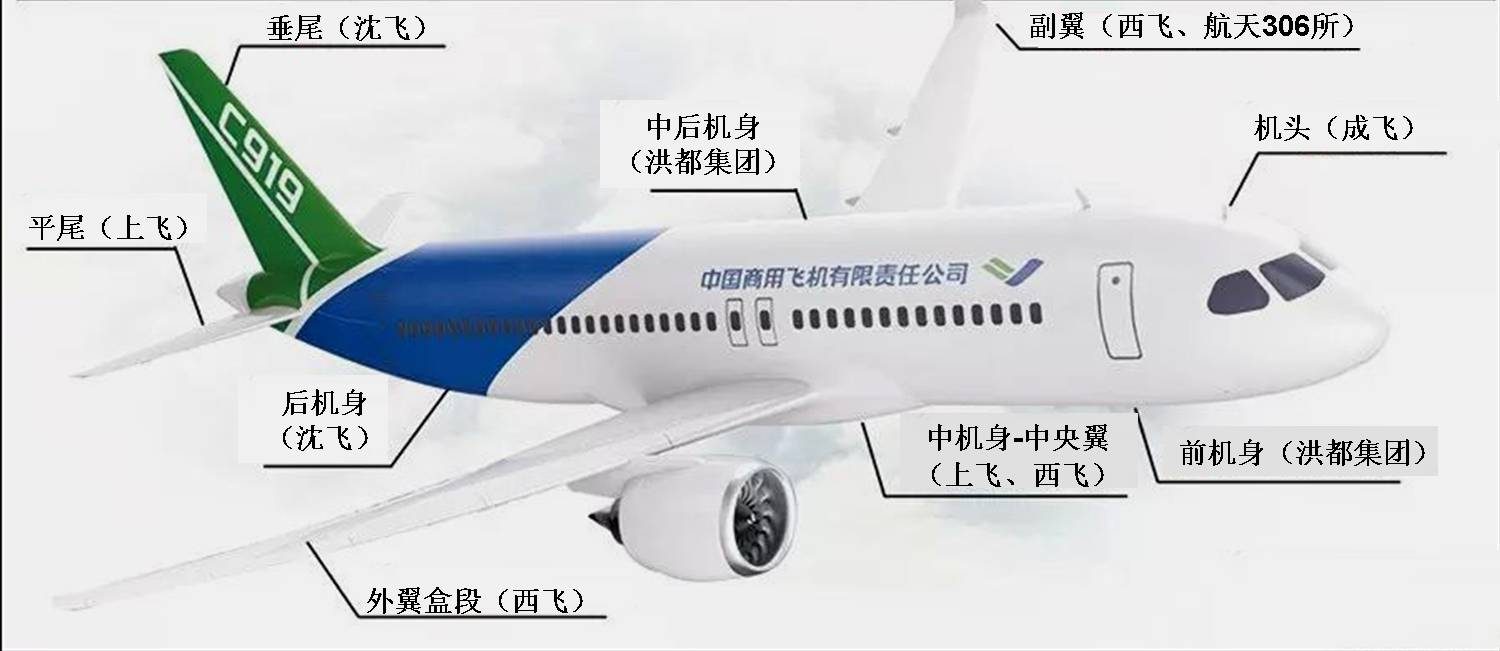 垂尾（沈飞）
副翼（西飞、航天306所）
中后机身
（洪都集团）
机头（成飞）
C919
平尾（上飞）
中国商用飞机有限责任公司
后机身
（沈飞）
中机身-中央翼
（上飞、西飞）
前机身（洪都集团）
外翼盒段（西飞）